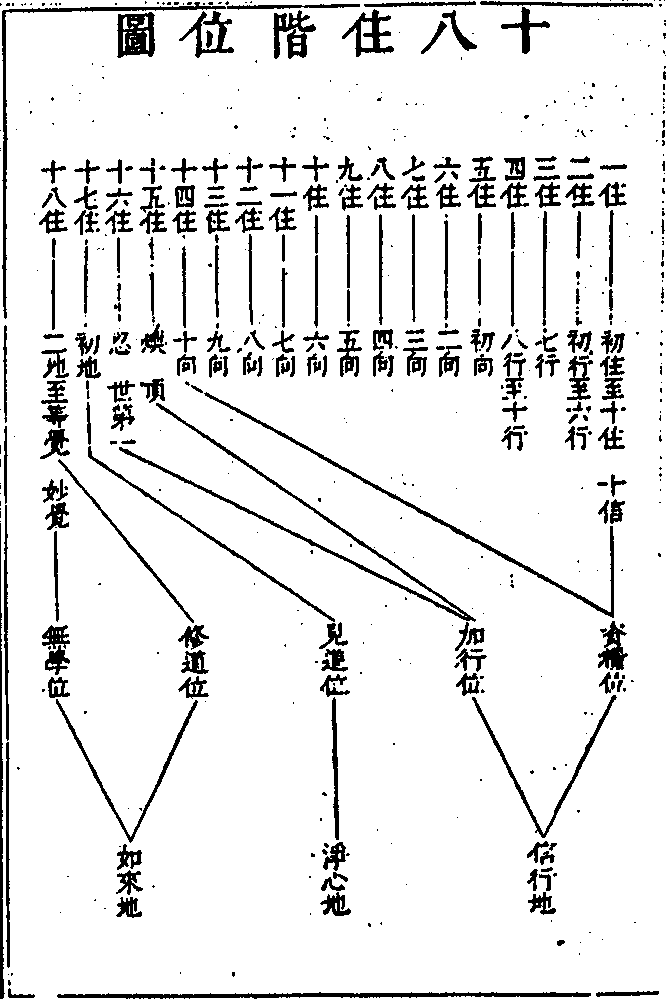 十八住階位圖
一住
二住
三住
四住
五住
六住
七住
八住
九住
十住
十一住
十二住
十三住
十四住
十五住
十六住
十七住
十八住
初住至十住 十信
初行至六行
七行
八行至十行
初向
二向
三向
四向
五向
六向
七向
八向
九向
十向
煗 頂
忍 世第一
初地
二地至等覺 妙覺
資糧位
加行位
見道位
修道位
無學位
信行地
淨心地
如來地